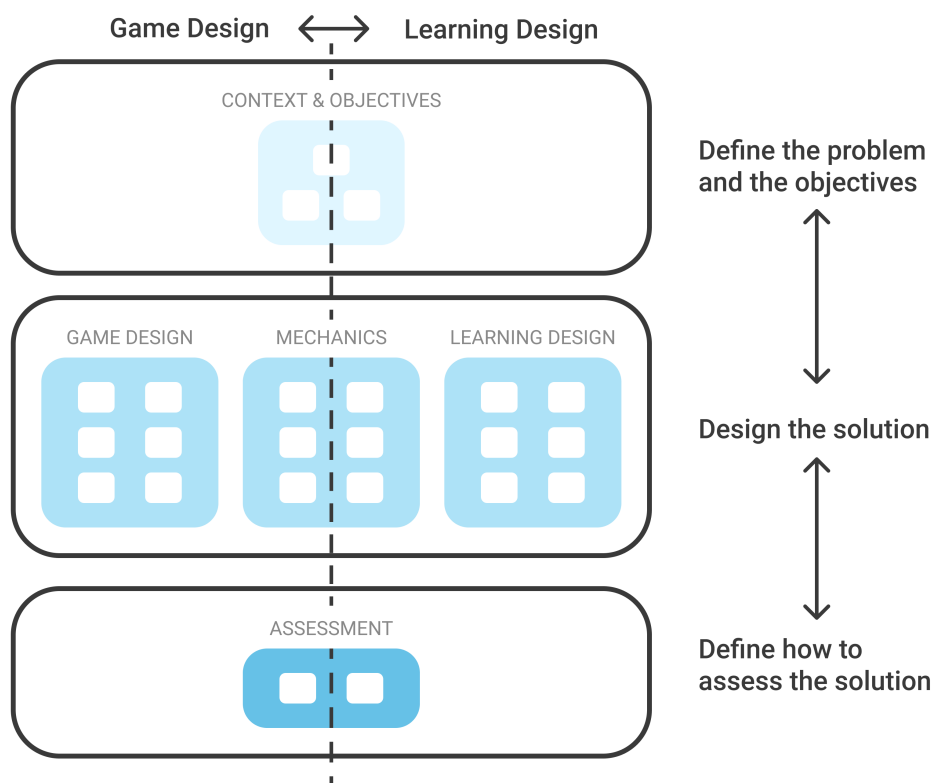 Game Design
Learning Design
CONTEXT & OBJECTIVES
Define the problem
and the objectives
GAME DESIGN
MECHANICS
LEARNING DESIGN
Design the solution
ASSESSMENT
Define how to
assess the solution